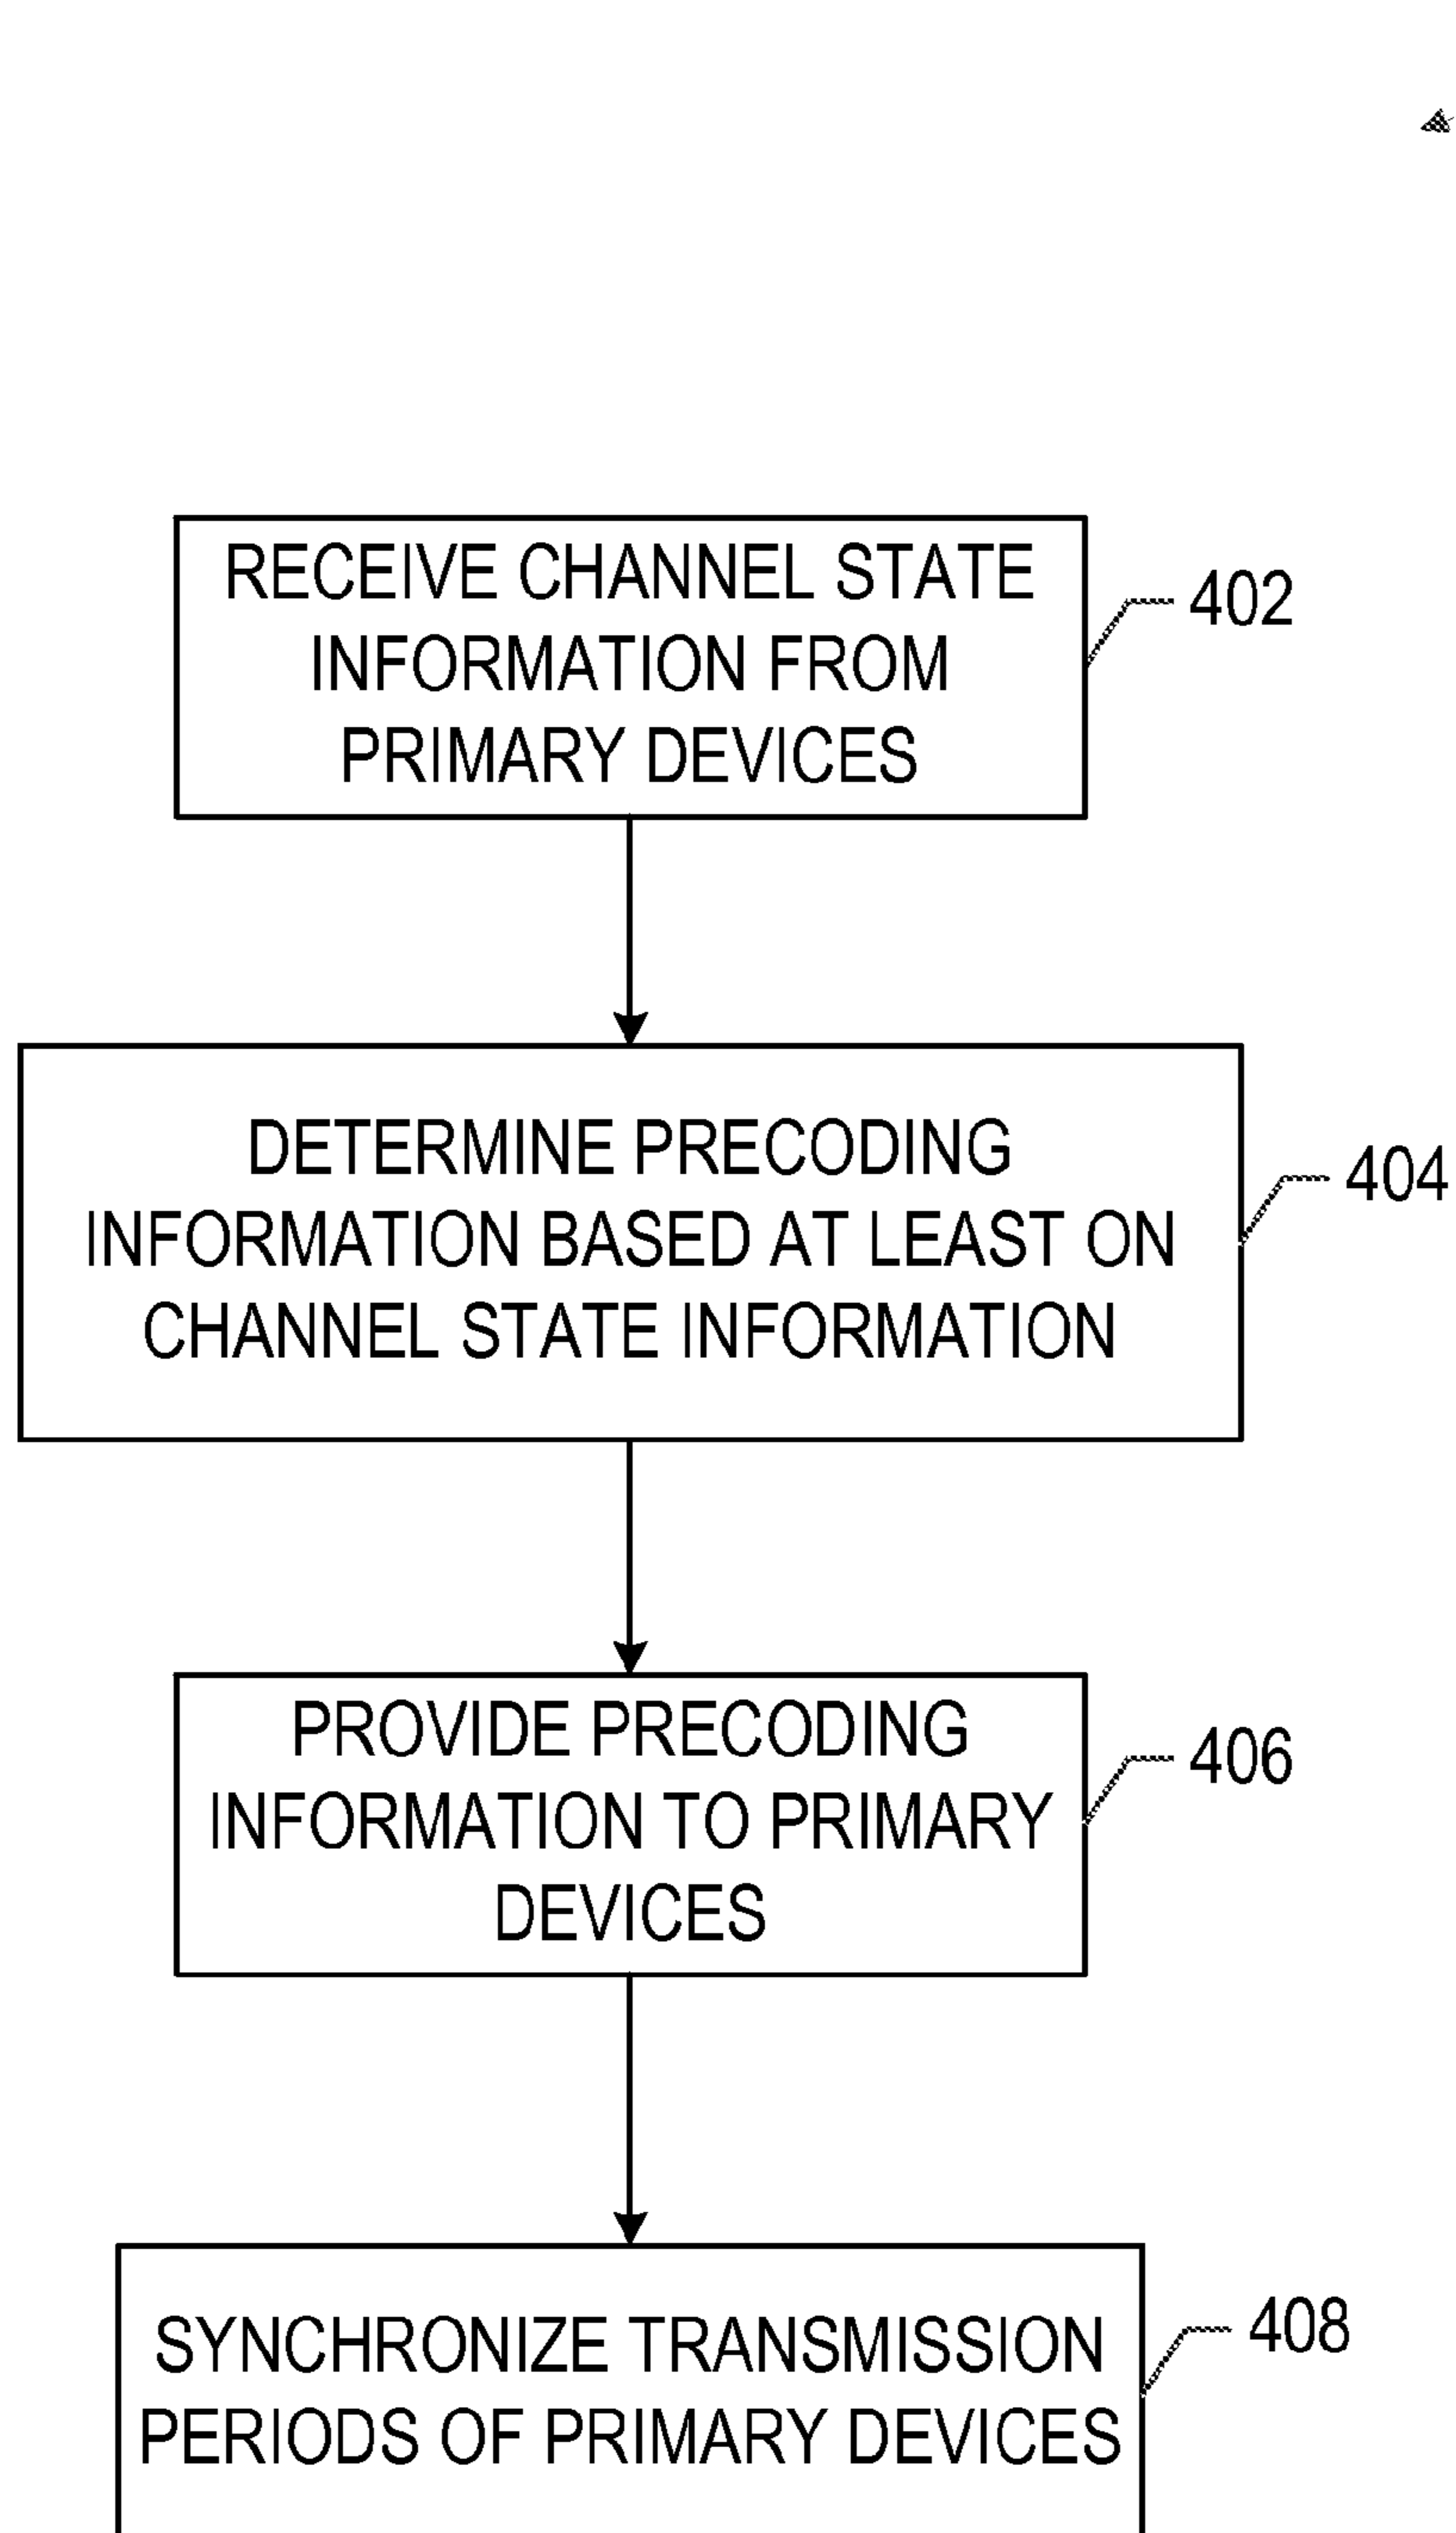 RECEIVE CHANNEL STATE
INFORMATION FROM
PRIMARY DEVICES
402
DETERMINE PRECODING
INFORMATION BASED AT LEAST ON
CHANNEL STATE INFORMATION
404
PROVIDE PRECODING
INFORMATION TO PRIMARY
DEVICES
406
SYNCHRONIZE TRANSMISSION
PERIODS OF PRIMARY DEVICES
408